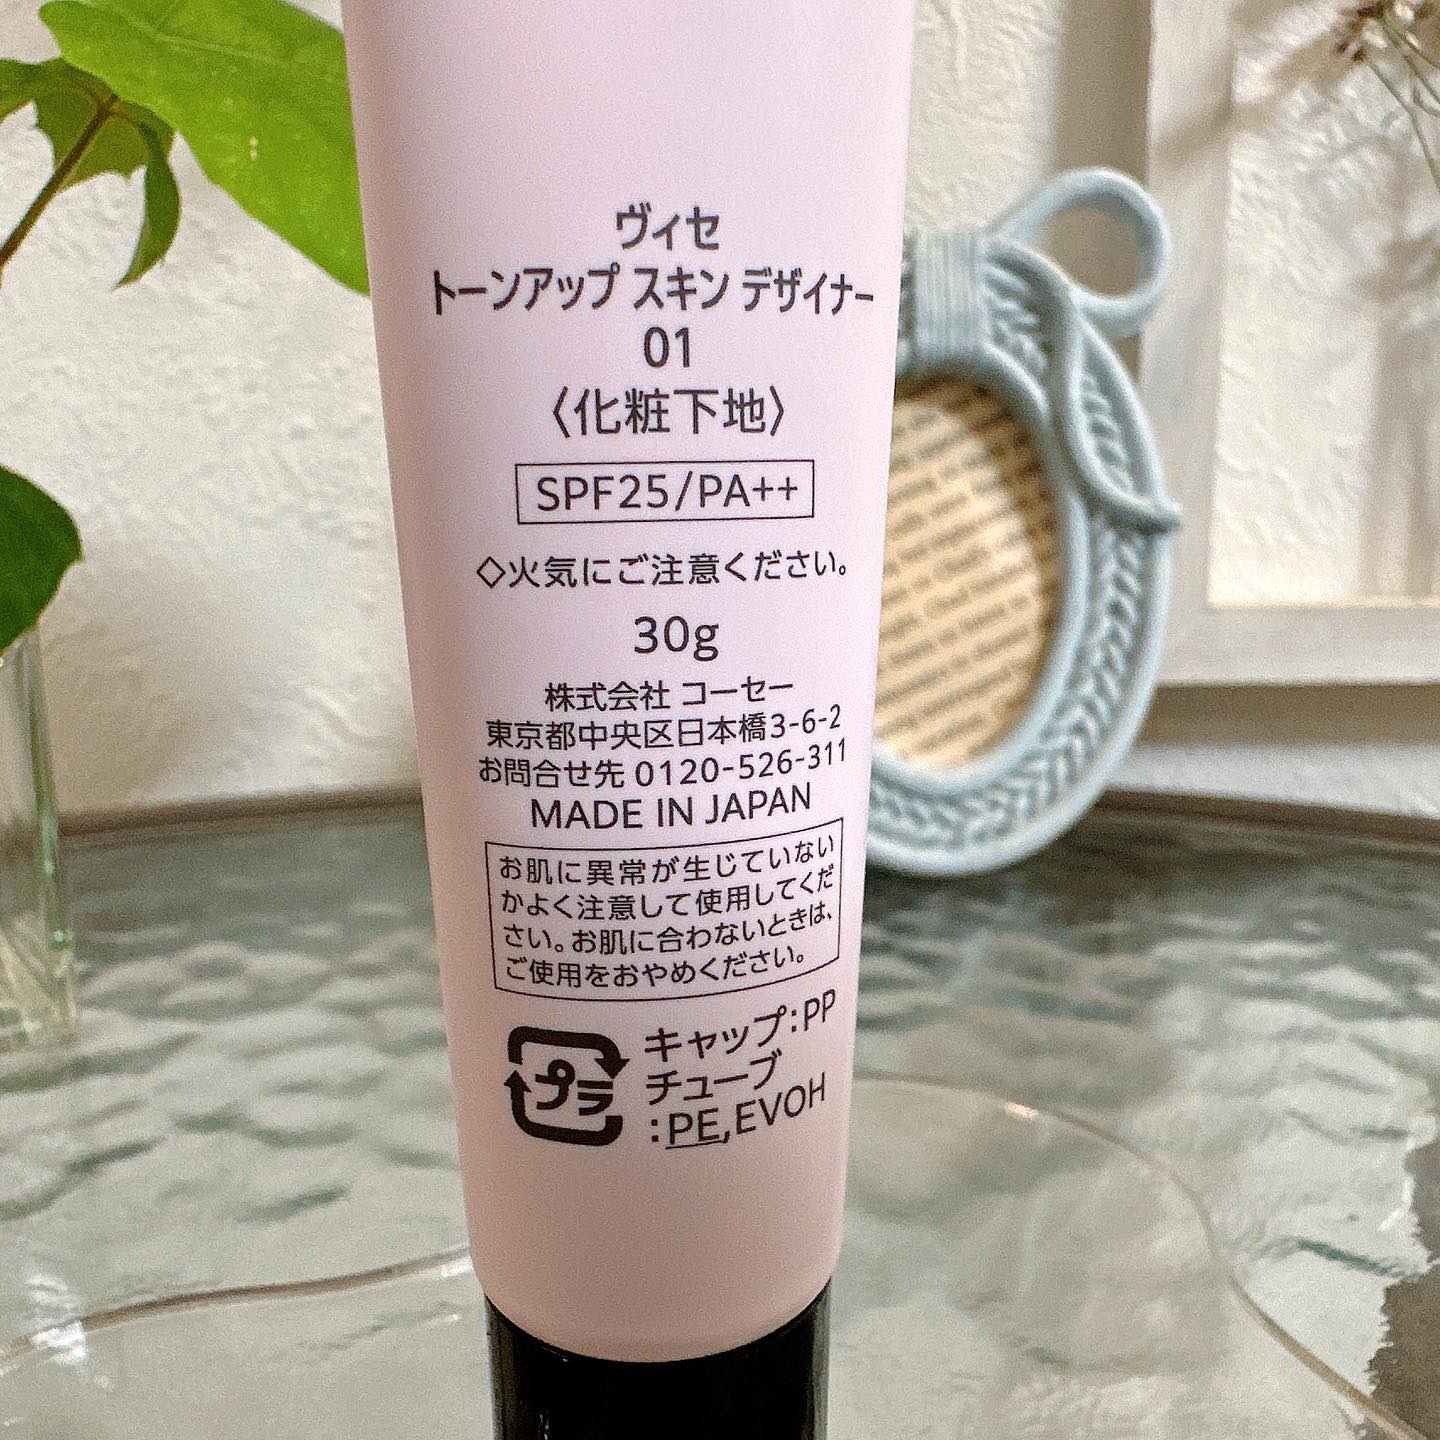 ヴィセ
トーンアップ スキン デザイナー
01
〈化粧下地〉
SPF25/PA++
◇火気にご注意ください。
30g
株式会社 コーセー
東京都中央区日本橋3-6-2
お問合せ先 0120-526-311
MADE IN JAPAN
お肌に異常が生じていない
かよく注意して使用してくだ
さい。お肌に合わないときは、
ご使用をおやめください。
プラ
キャップ:PP
チューブ
:PE,EVOH